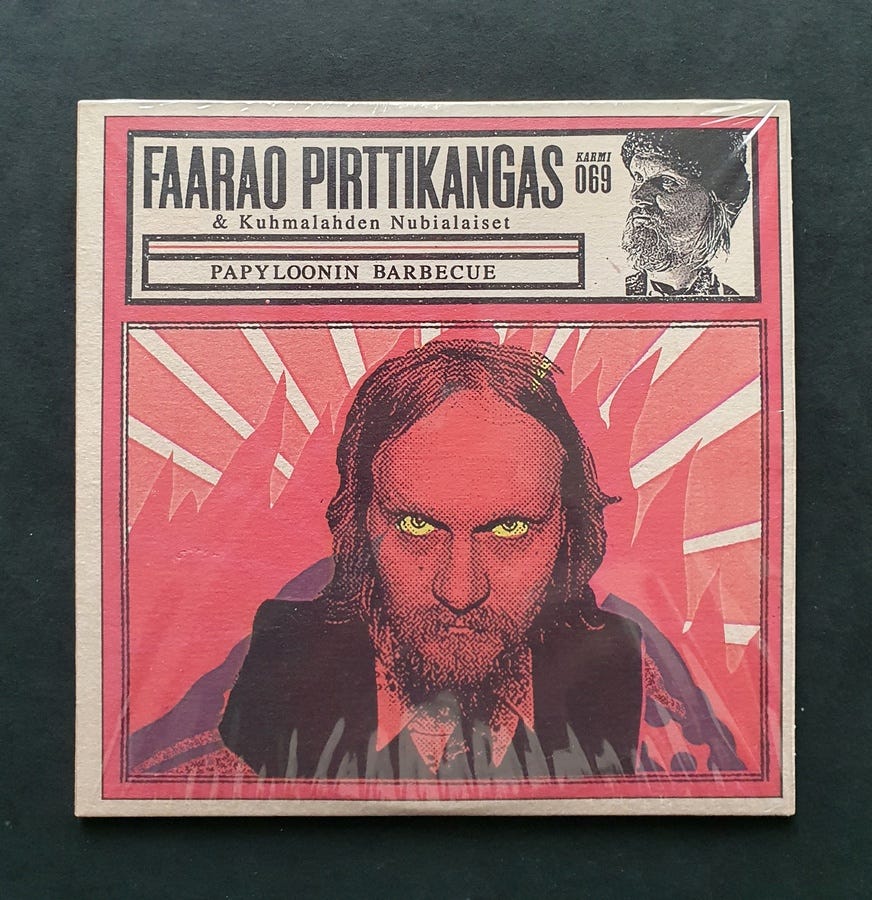 FAARAO PIRTTIKANGAS
KARMI
069
& Kuhmalahden Nubialaiset
PAPYLOONIN BARBECUE